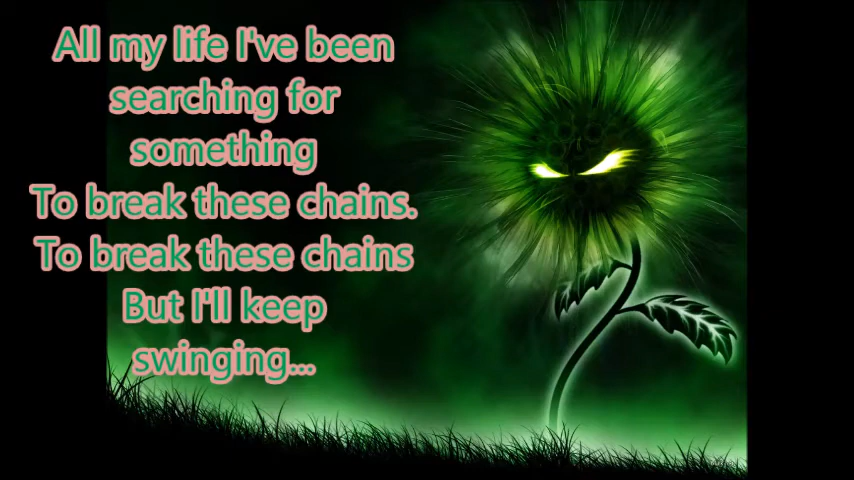 All my life I've been
searching for
something
To break these chains.
To break these chains
But I'll keep
swinging...